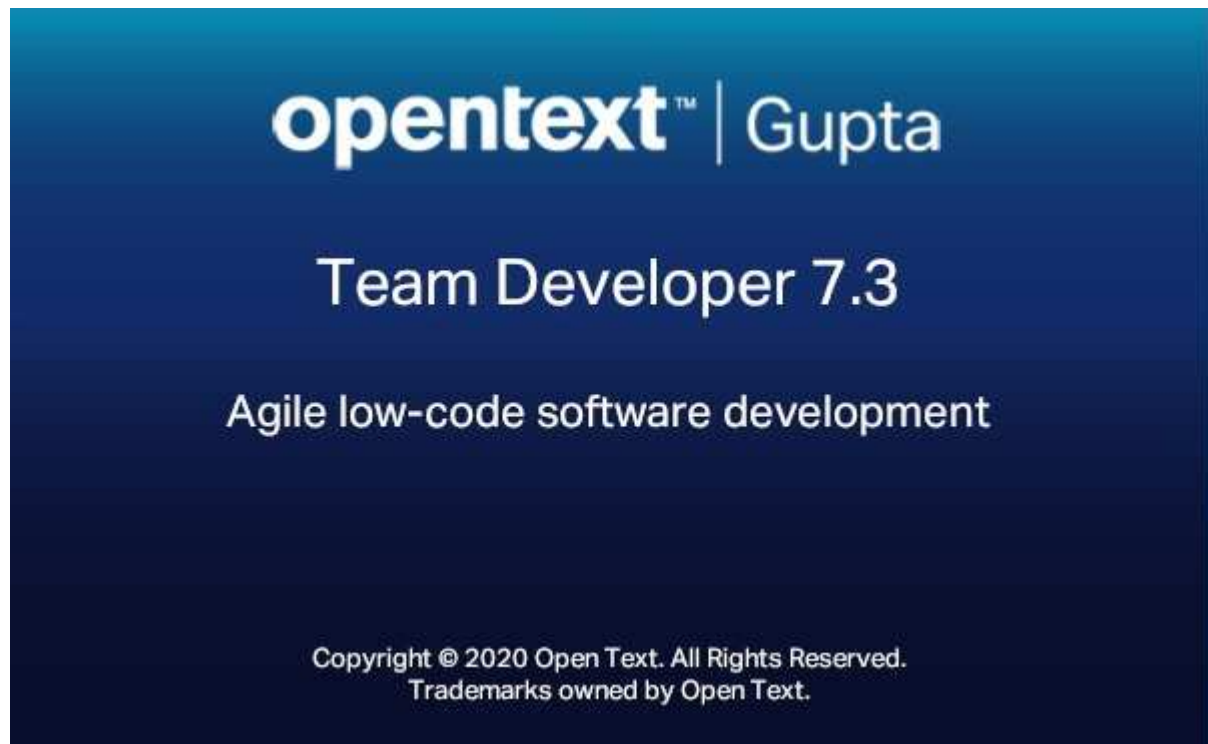 opentext™ | Gupta
Team Developer 7.3
Agile low-code software development
Copyright © 2020 Open Text. All Rights Reserved.
Trademarks owned by Open Text.